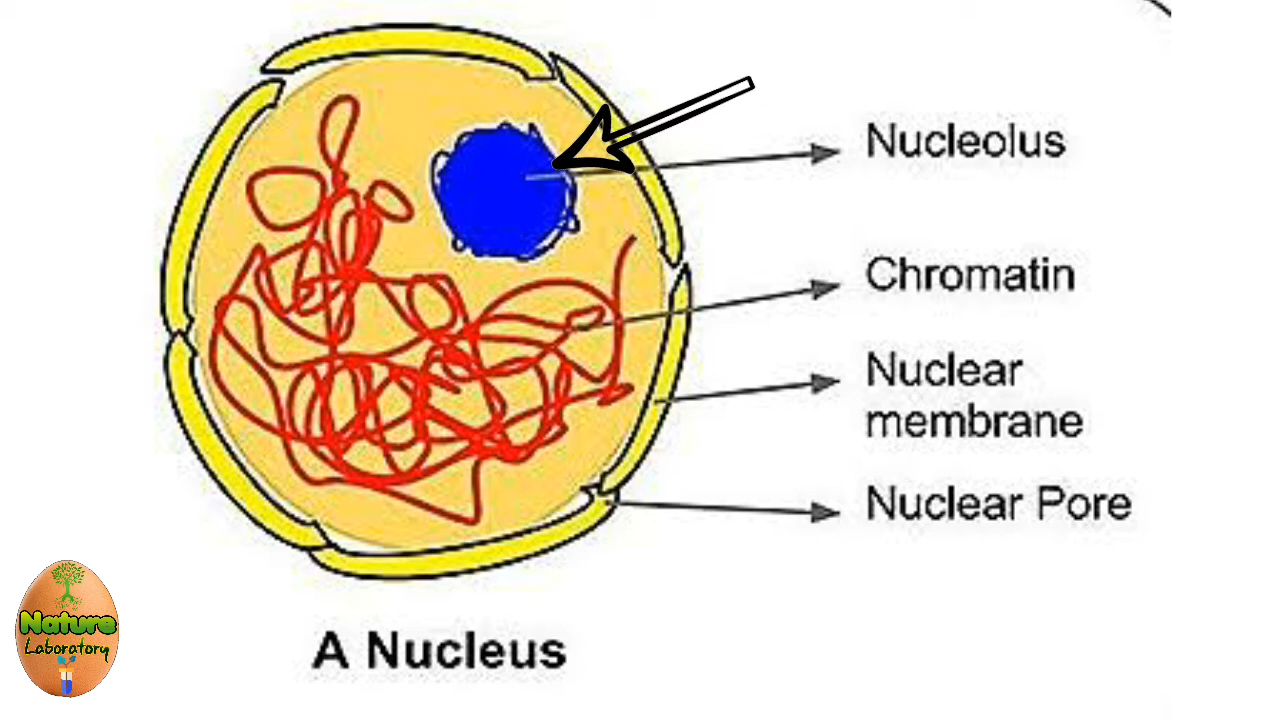 Nucleolus
Chromatin
Nuclear
membrane
Nuclear Pore
A Nucleus
Nature
Laboratory